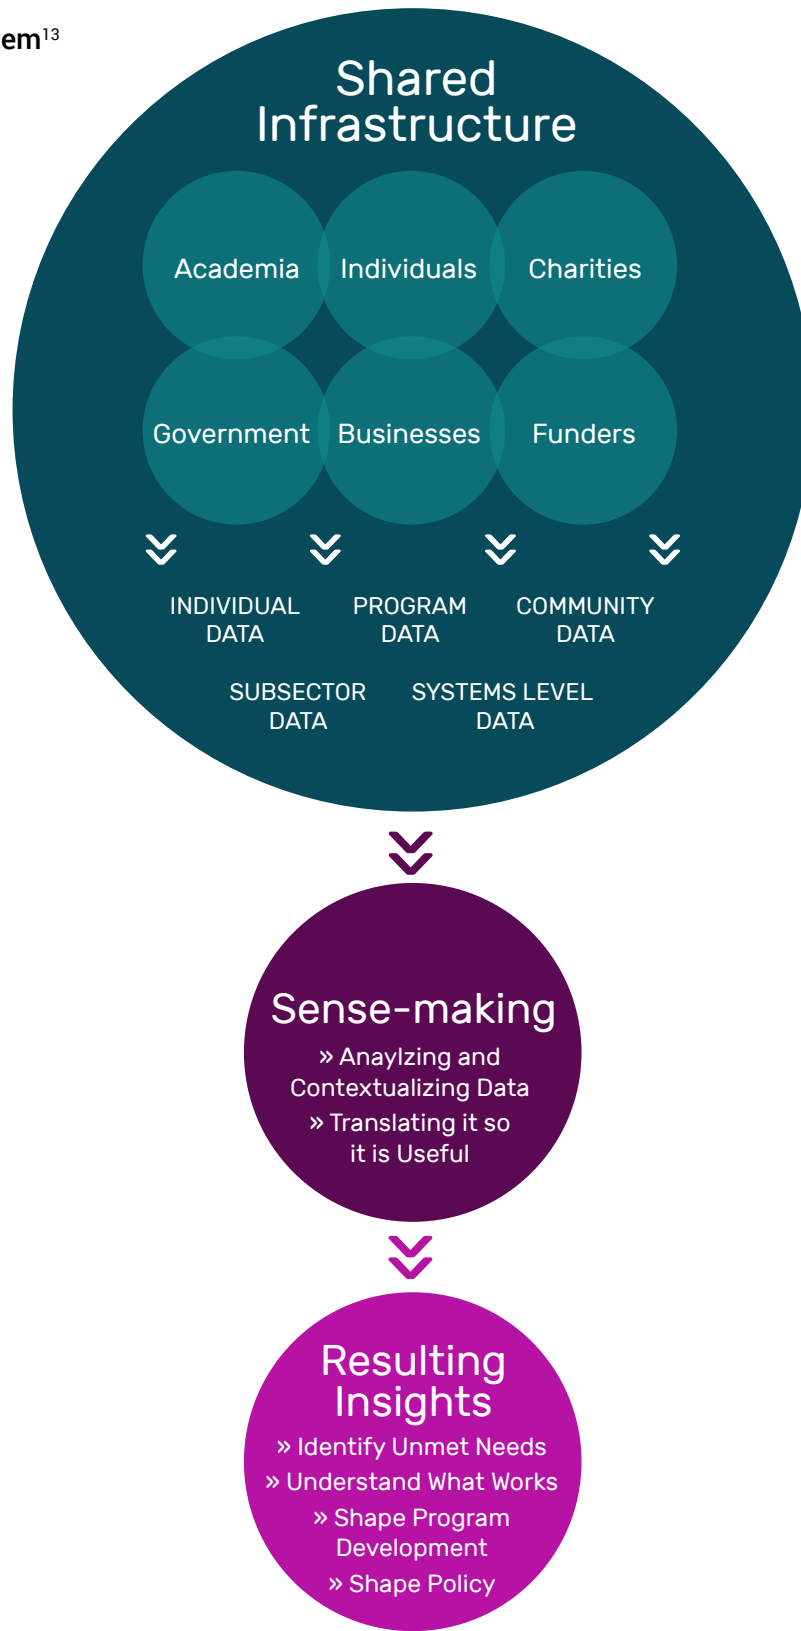 em¹³
Shared
Infrastructure
Academia Individuals Charities
Government Businesses Funders
INDIVIDUAL PROGRAM COMMUNITY
DATA DATA DATA
SUBSECTOR SYSTEMS LEVEL
DATA DATA
Sense-making
» Anaylzing and
Contextualizing Data
» Translating it so
it is Useful
Resulting
Insights
» Identify Unmet Needs
» Understand What Works
» Shape Program
Development
» Shape Policy